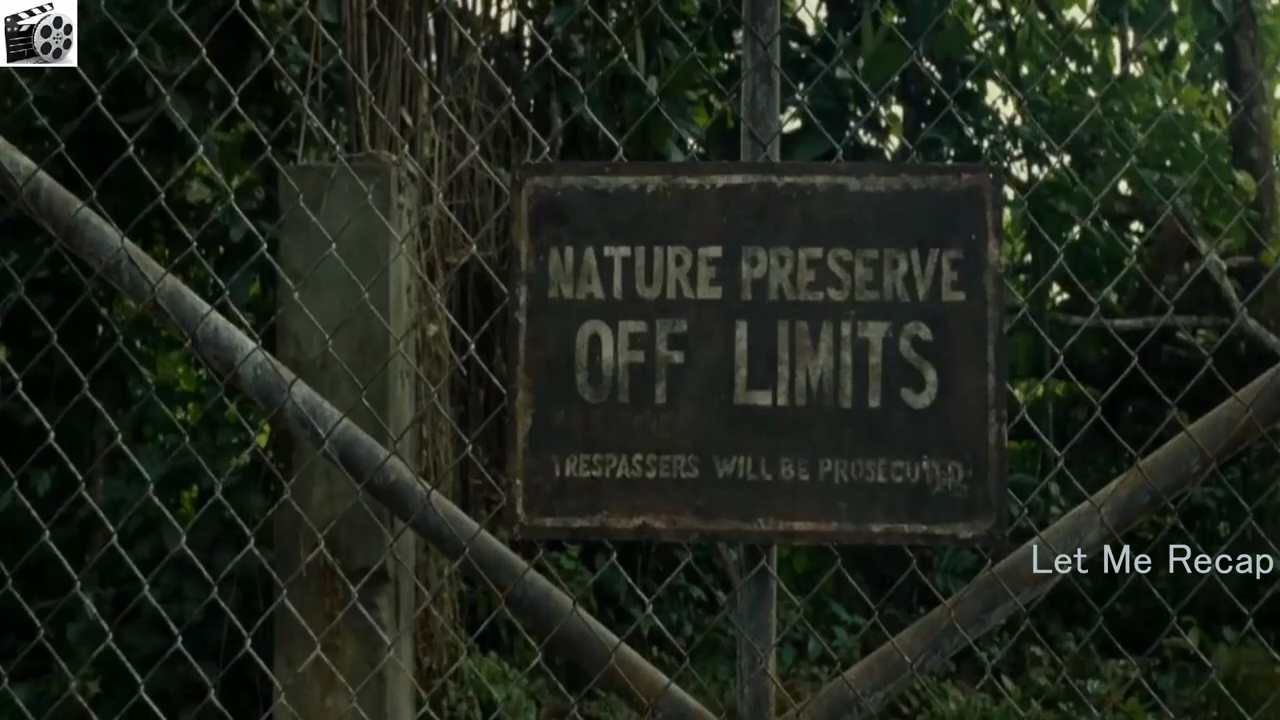 NATURE PRESERVE
OFF LIMITS
TRESPASSERS WILL BE PROSECUTED
Let Me Recap